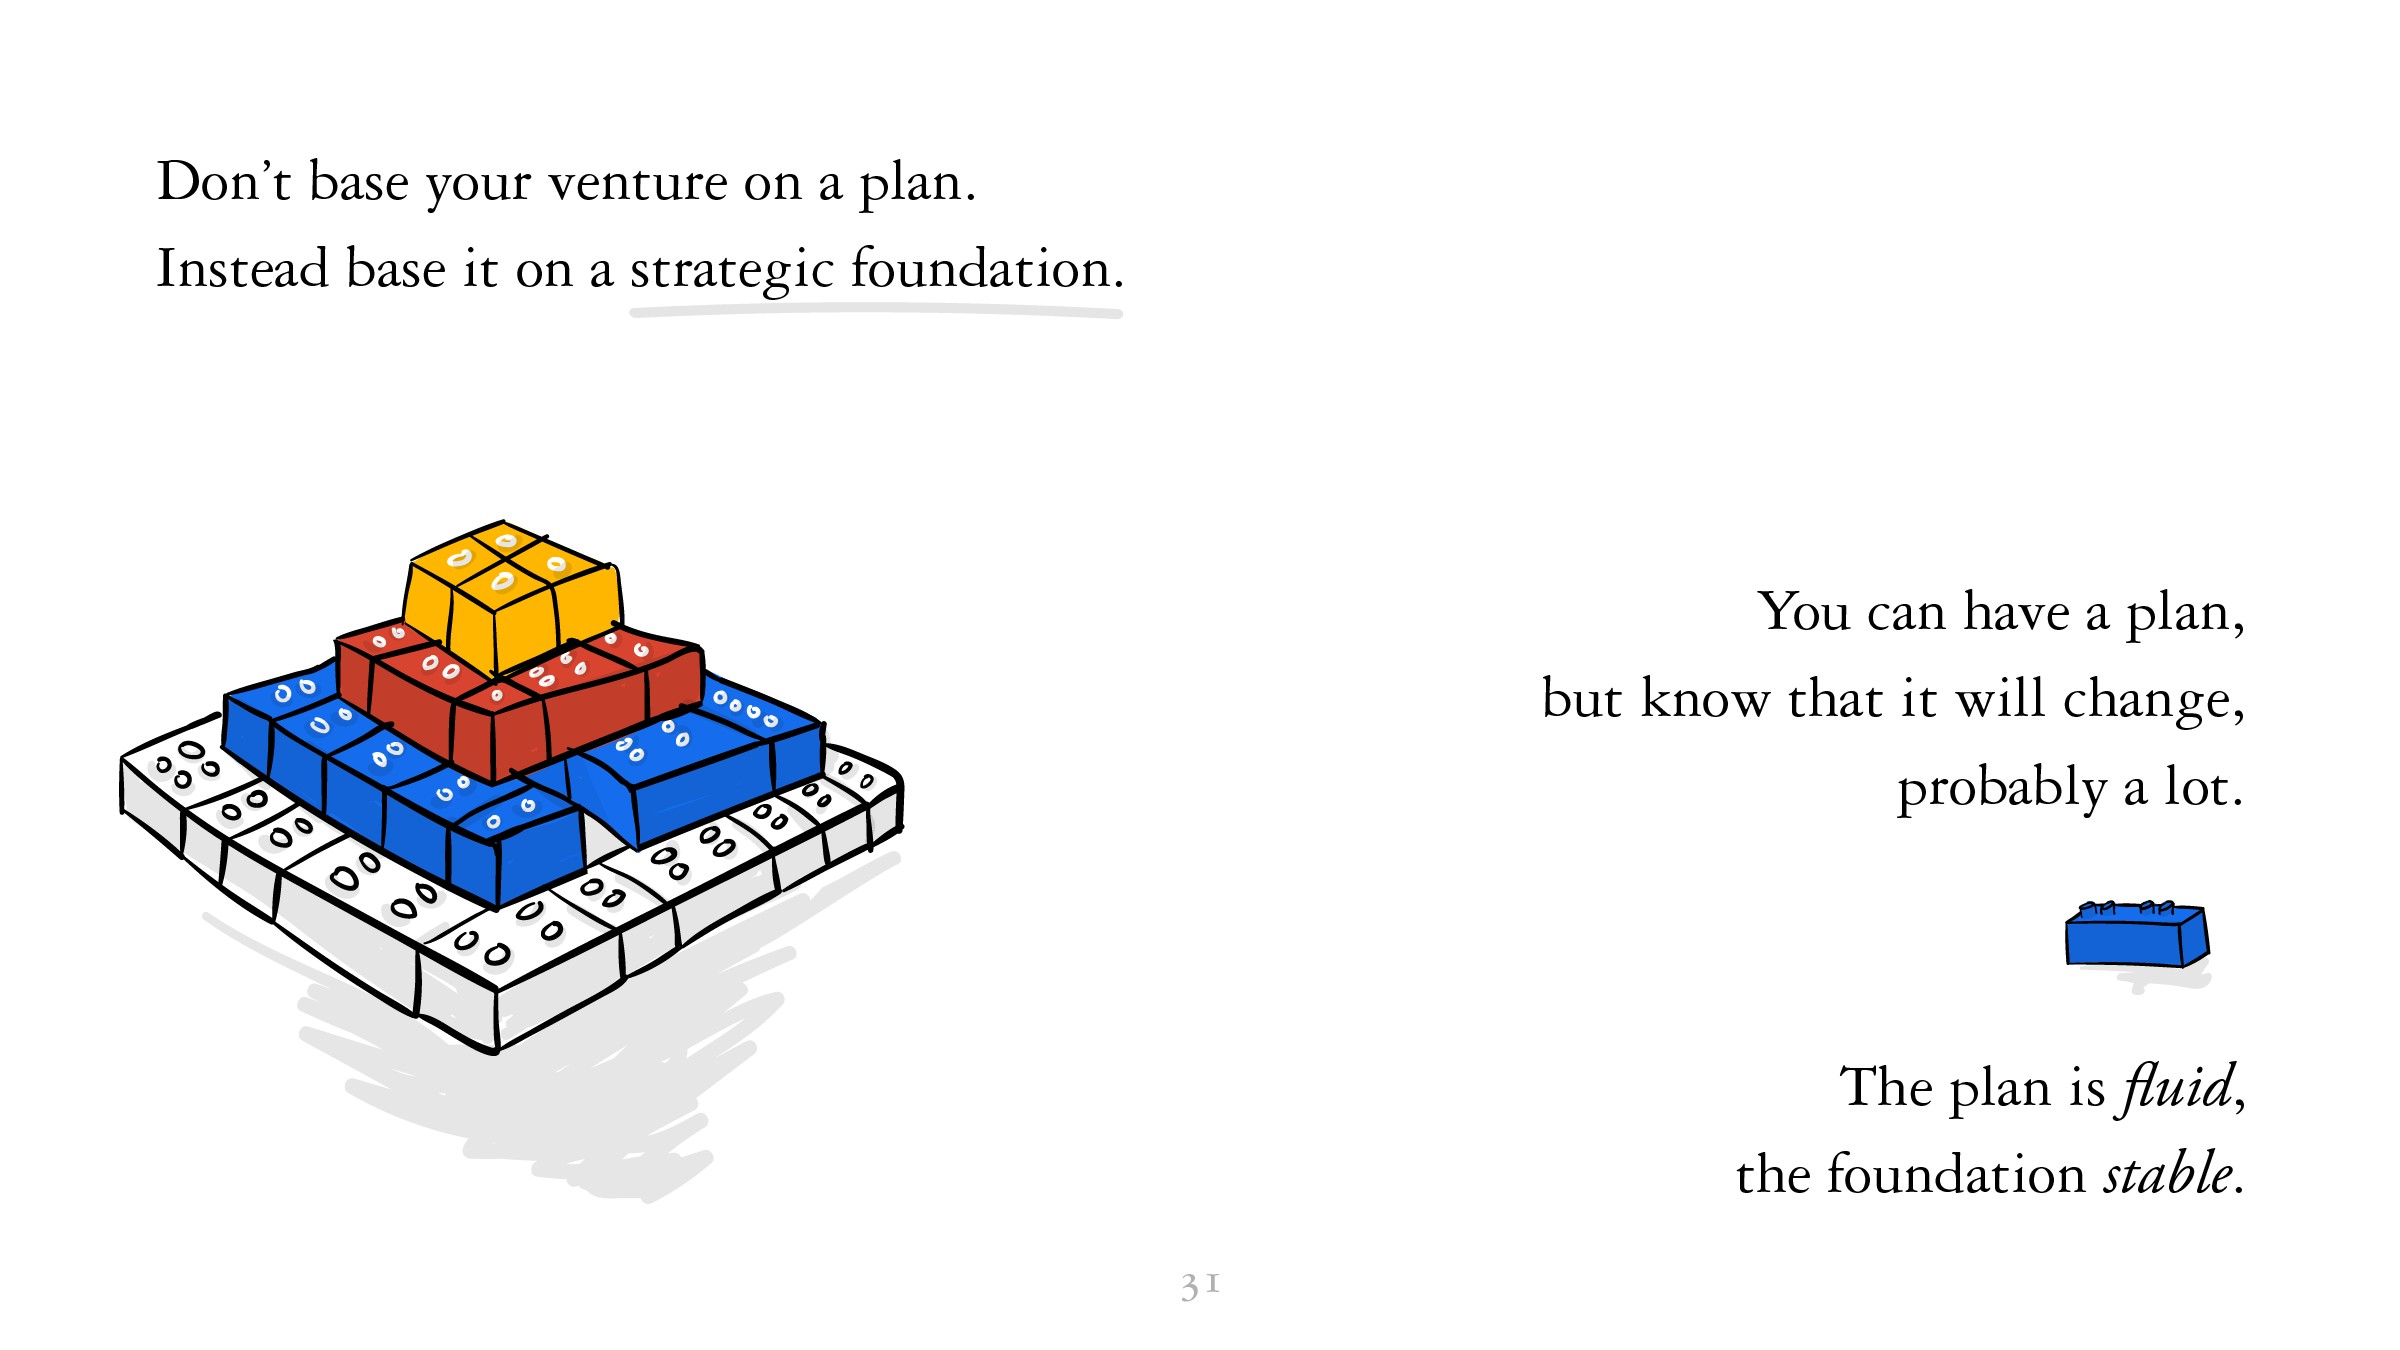 Don’t base your venture on a plan.
Instead base it on a strategic foundation.
You can have a plan,
but know that it will change,
probably a lot.
The plan is fluid,
the foundation stable.
31